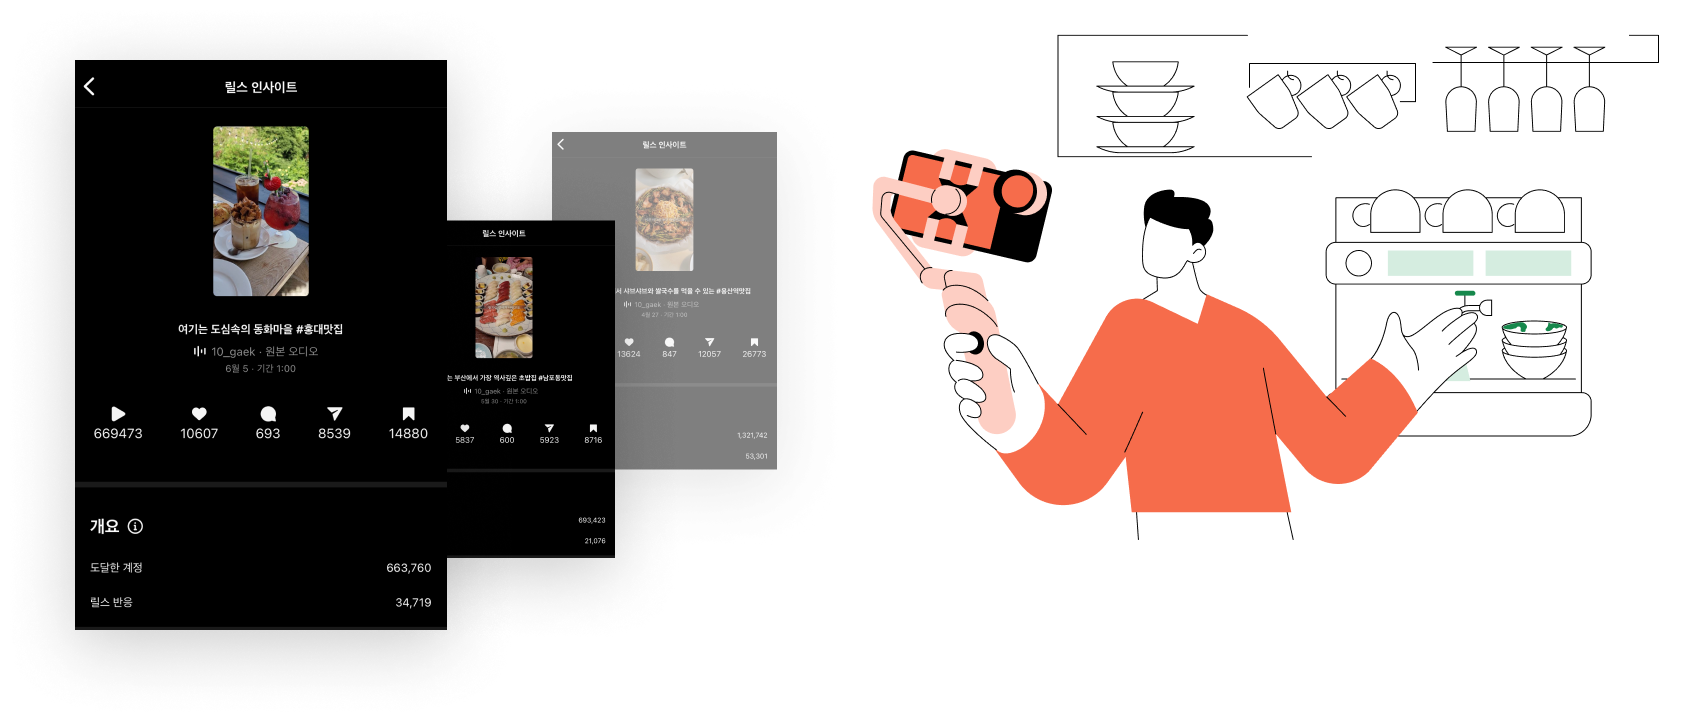 릴스 인사이트
여기는 도심속의 동화마을 #홍대맛집
10_gaek · 원본 오디오
6월 5 · 기간 1:00
669473 10607 693 8539 14880
개요
도달한 계정 663,760
릴스 반응 34,719
릴스 인사이트
는 부산에서 가장 역사깊은 초밥집 #남포동맛집
10_gaek · 원본 오디오
5월 30 · 기간 1:00
5837 600 5923 8716
693,423
21,076
릴스 인사이트
서 샤브샤브와 쌀국수를 먹을 수 있는 #용산역맛집
10_gaek · 원본 오디오
4월 27 · 기간 1:00
13624 847 12057 26773
1,321,742
53,301